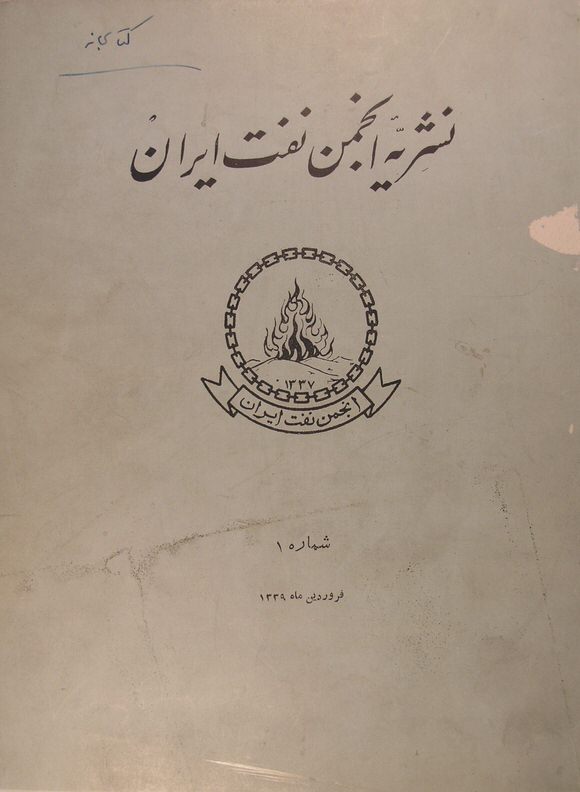 کتابخانه
نشریهٔ انجمن نفت ایران
۱۳۳۷
انجمن نفت ایران
شماره ۱
فروردین ماه ۱۳۳۹